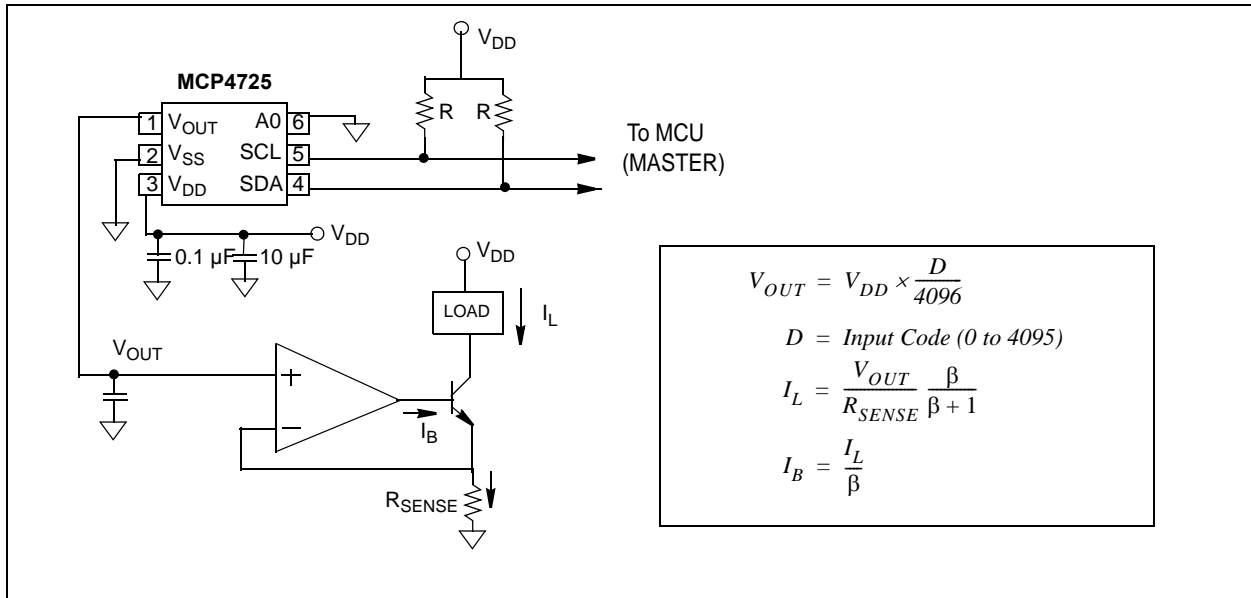 V_DD
MCP4725
R R
1 V_OUT A0 6
2 V_SS SCL 5
3 V_DD SDA 4
To MCU
(MASTER)
V_DD
0.1 µF 10 µF
V_DD
LOAD
I_L
V_OUT
+
−
I_B
R_SENSE
V_OUT = V_DD × D/4096
D = Input Code (0 to 4095)
I_L = V_OUT/R_SENSE β/β + 1
I_B = I_L/β